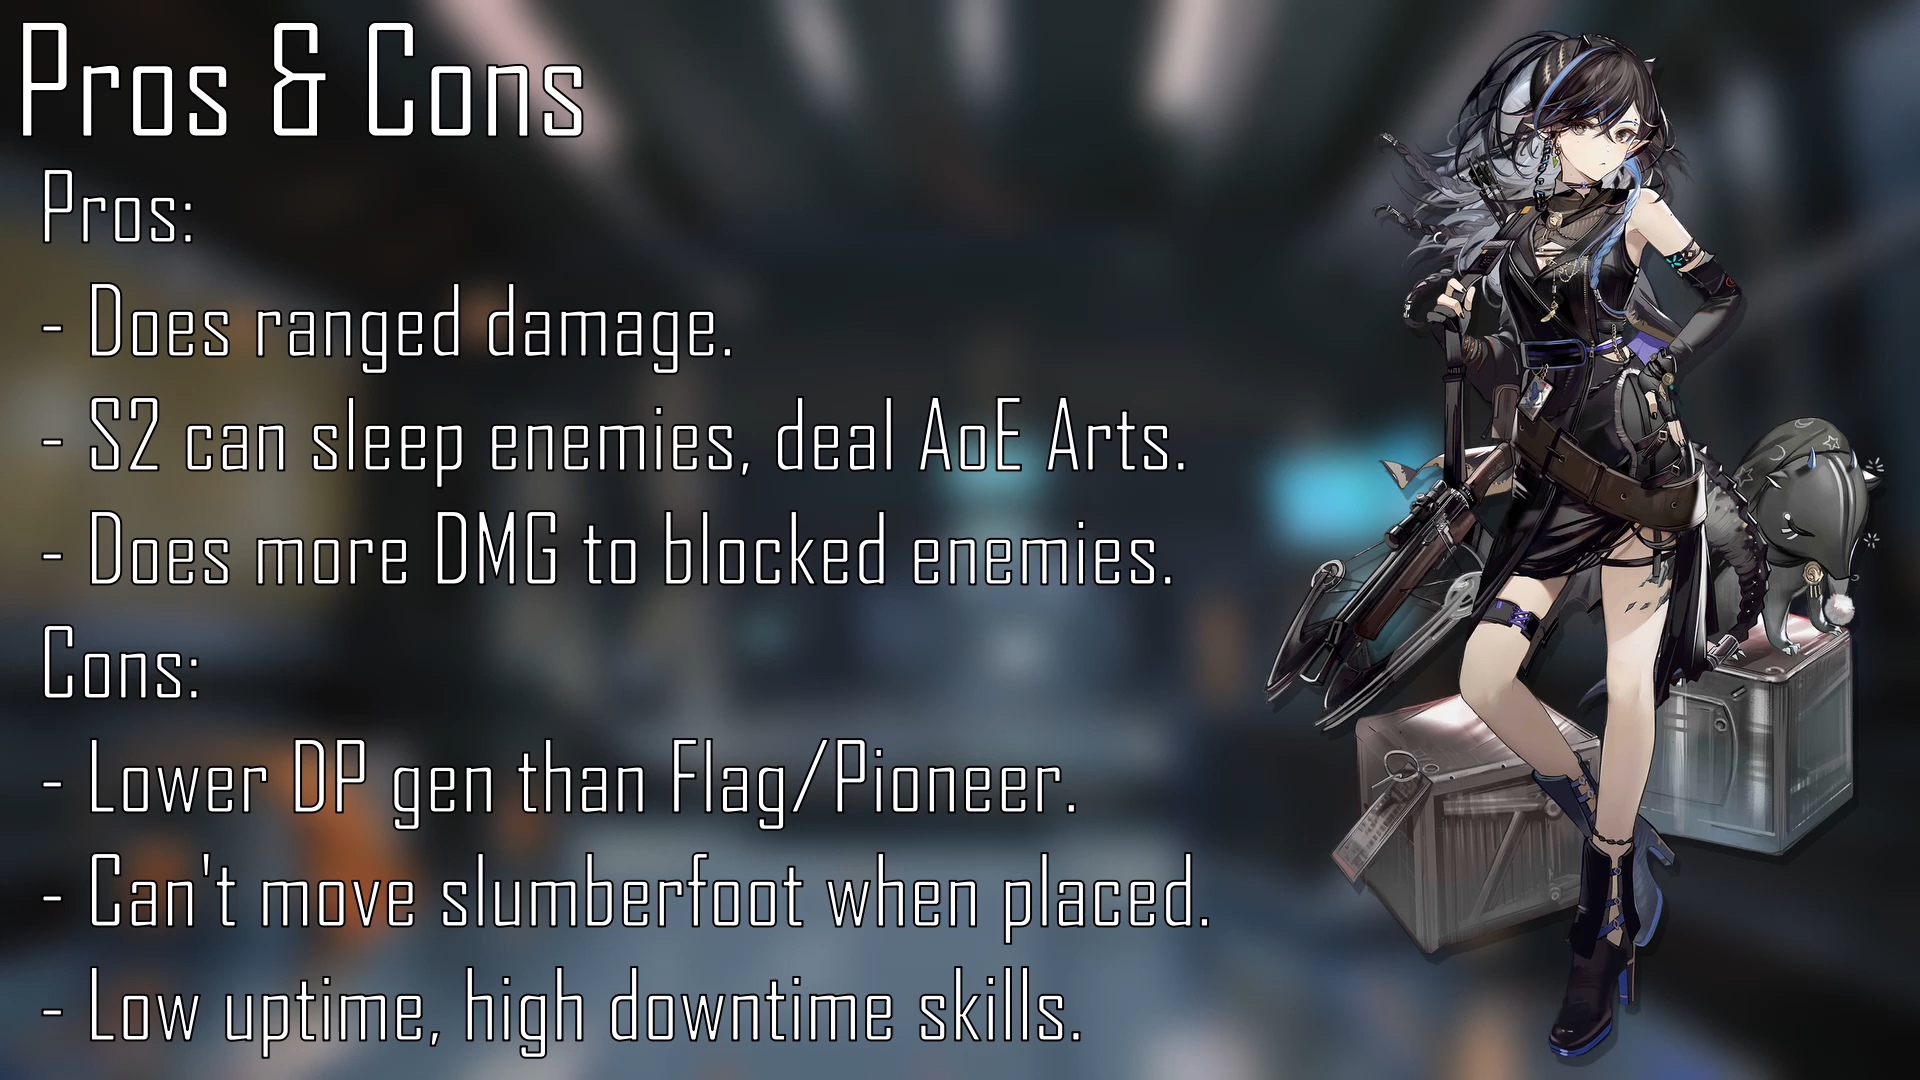 Pros & Cons
Pros:
- Does ranged damage.
- S2 can sleep enemies, deal AoE Arts.
- Does more DMG to blocked enemies.
Cons:
- Lower DP gen than Flag/Pioneer.
- Can't move slumberfoot when placed.
- Low uptime, high downtime skills.